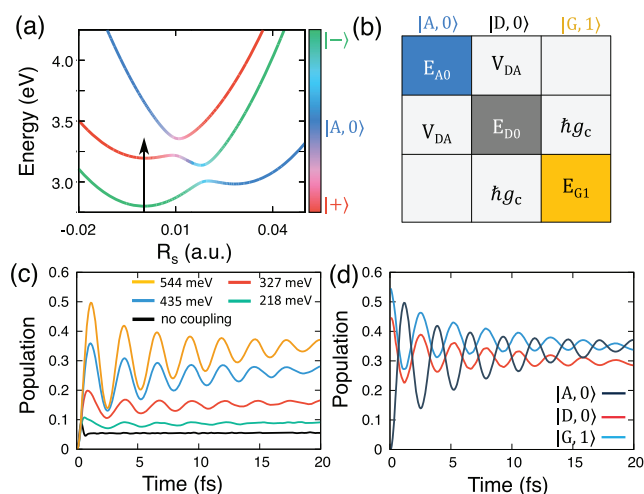 (a)
4.0
3.5
3.0
Energy (eV)
-0.02
0.01
0.04
R_s (a.u.)
|−⟩
|A, 0⟩
|+⟩
(b)
|A, 0⟩ |D, 0⟩ |G, 1⟩
E_A0 V_DA
V_DA E_D0 ℏg_c
ℏg_c E_G1
(c)
0.6
0.5
0.4
0.3
0.2
0.1
0
Population
544 meV 327 meV
435 meV 218 meV
no coupling
0 5 10 15 20
Time (fs)
(d)
0.6
0.5
0.4
0.3
0.2
0.1
0
Population
|A, 0⟩
|D, 0⟩
|G, 1⟩
0 5 10 15 20
Time (fs)